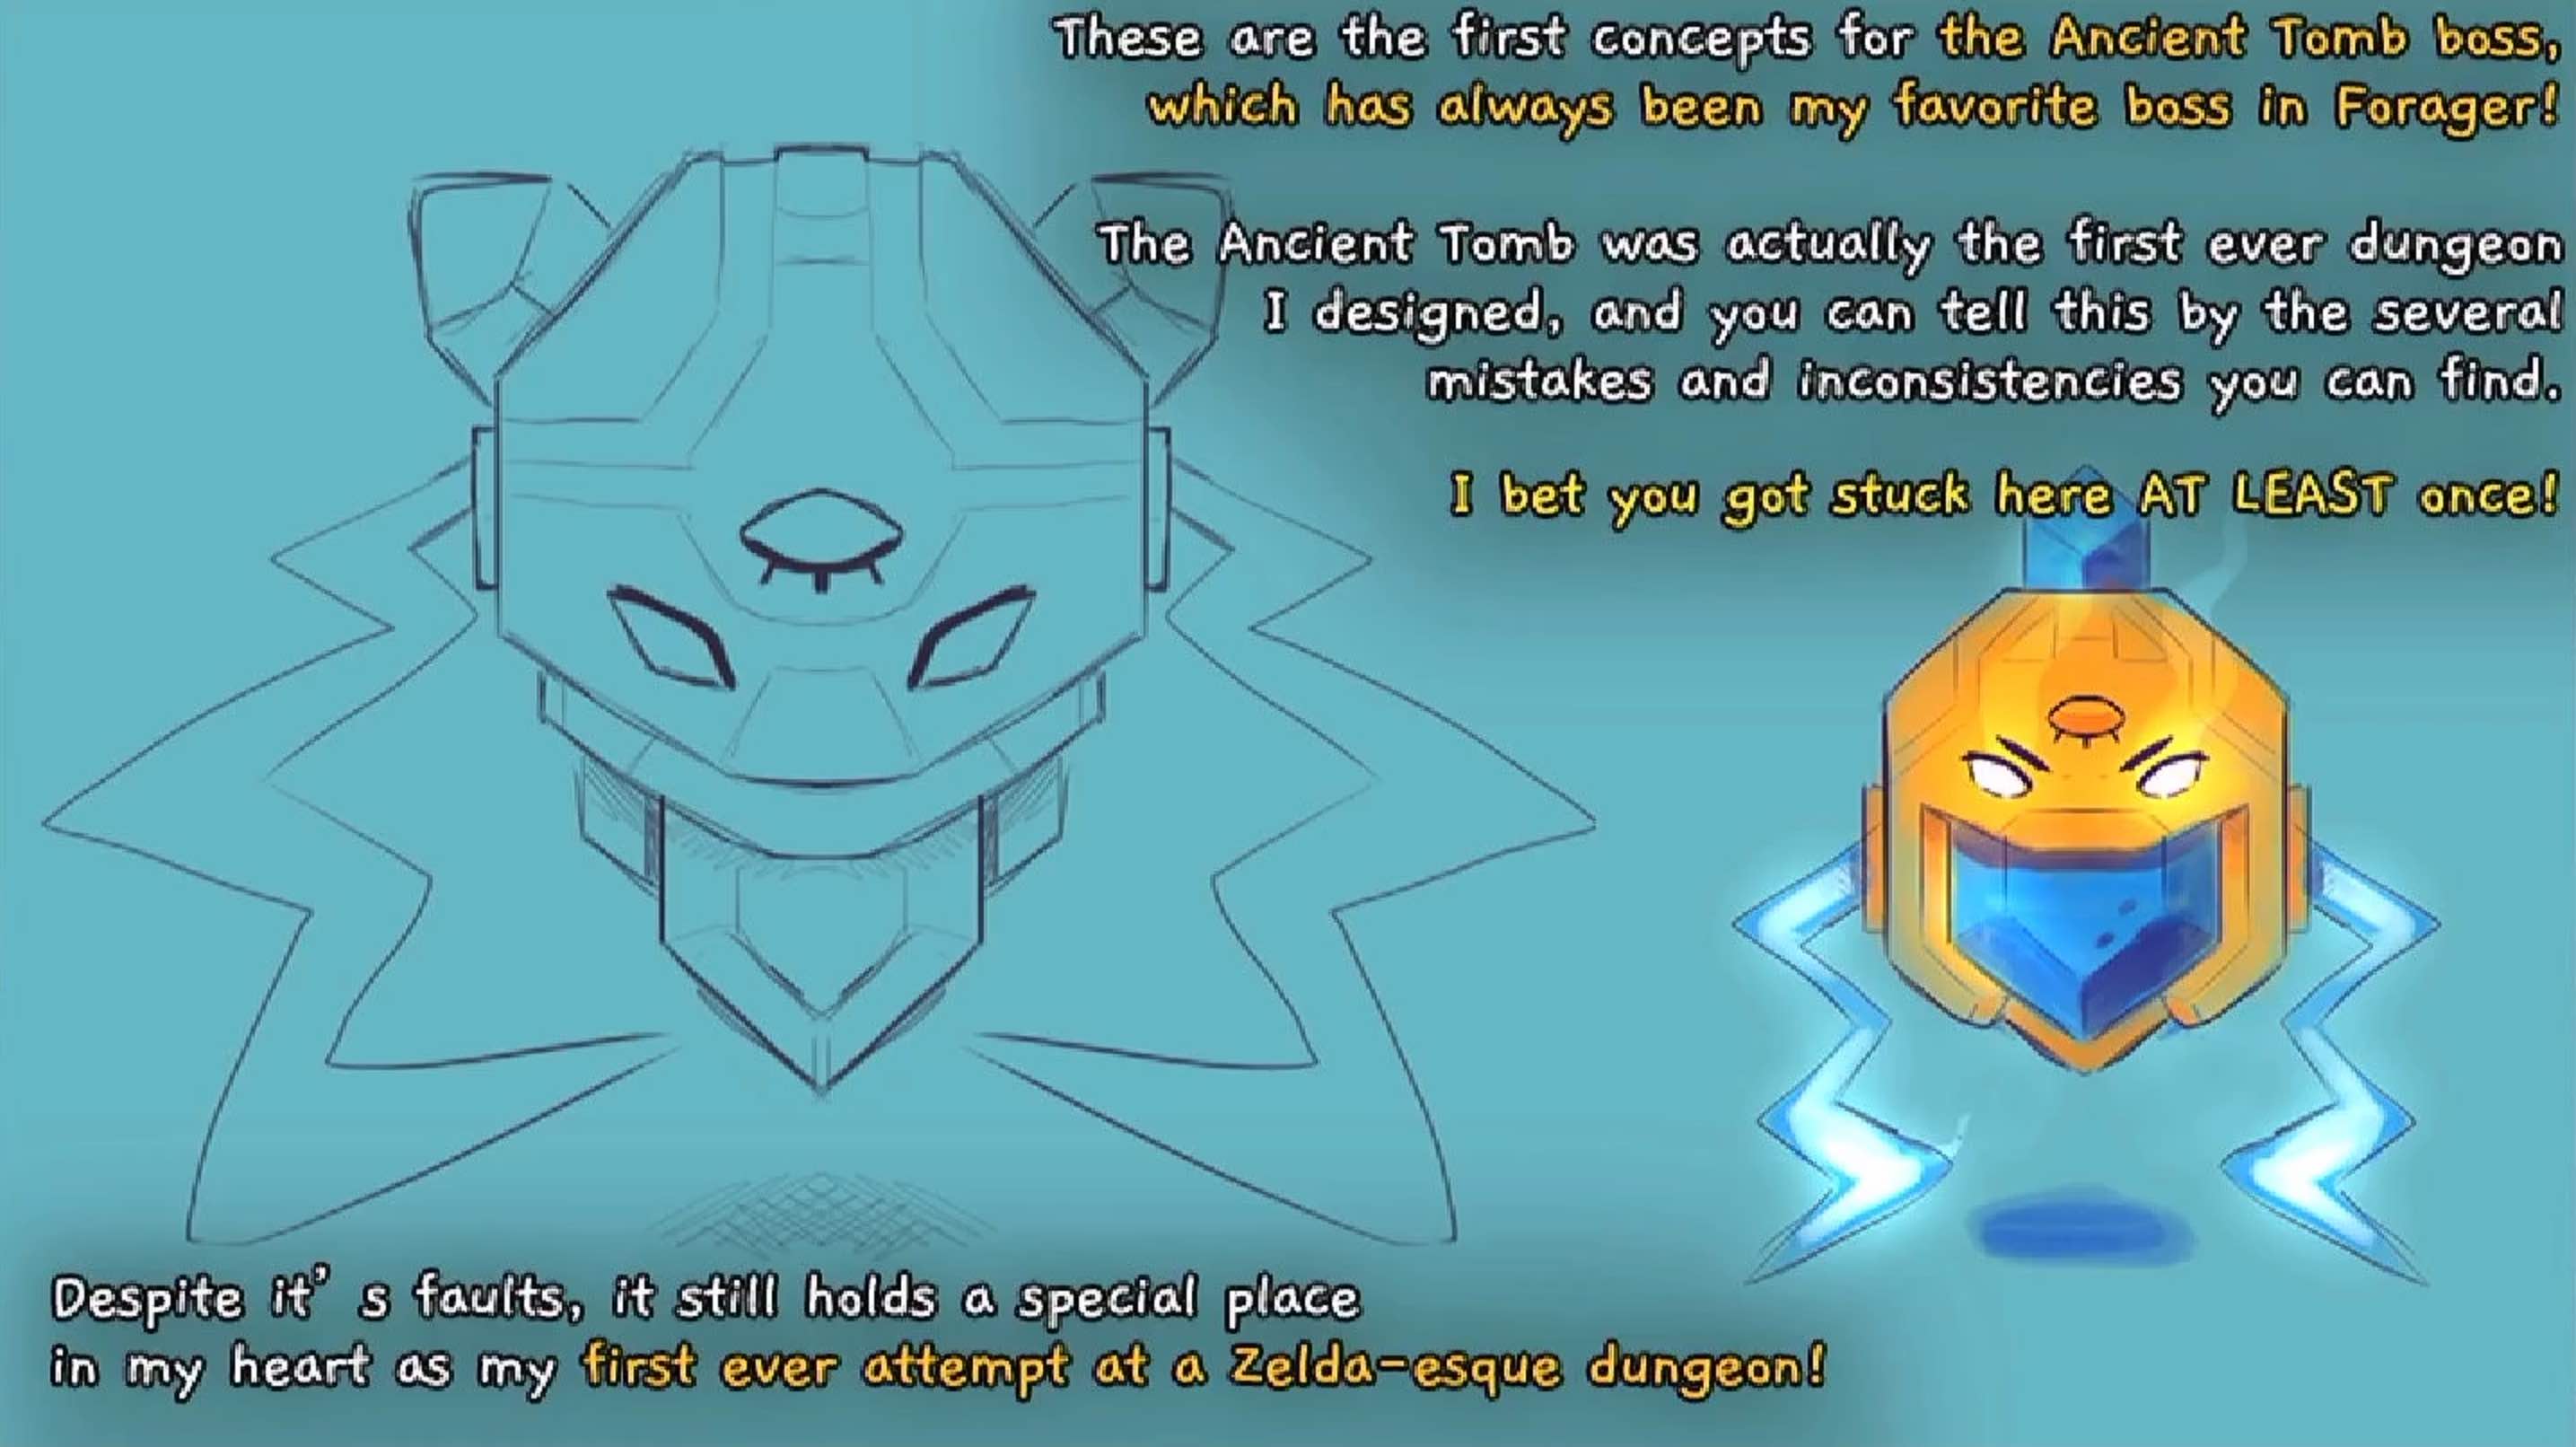 These are the first concepts for the Ancient Tomb boss,
which has always been my favorite boss in Forager!
The Ancient Tomb was actually the first ever dungeon
I designed, and you can tell this by the several
mistakes and inconsistencies you can find.
I bet you got stuck here AT LEAST once!
Despite it’ s faults, it still holds a special place
in my heart as my first ever attempt at a Zelda-esque dungeon!